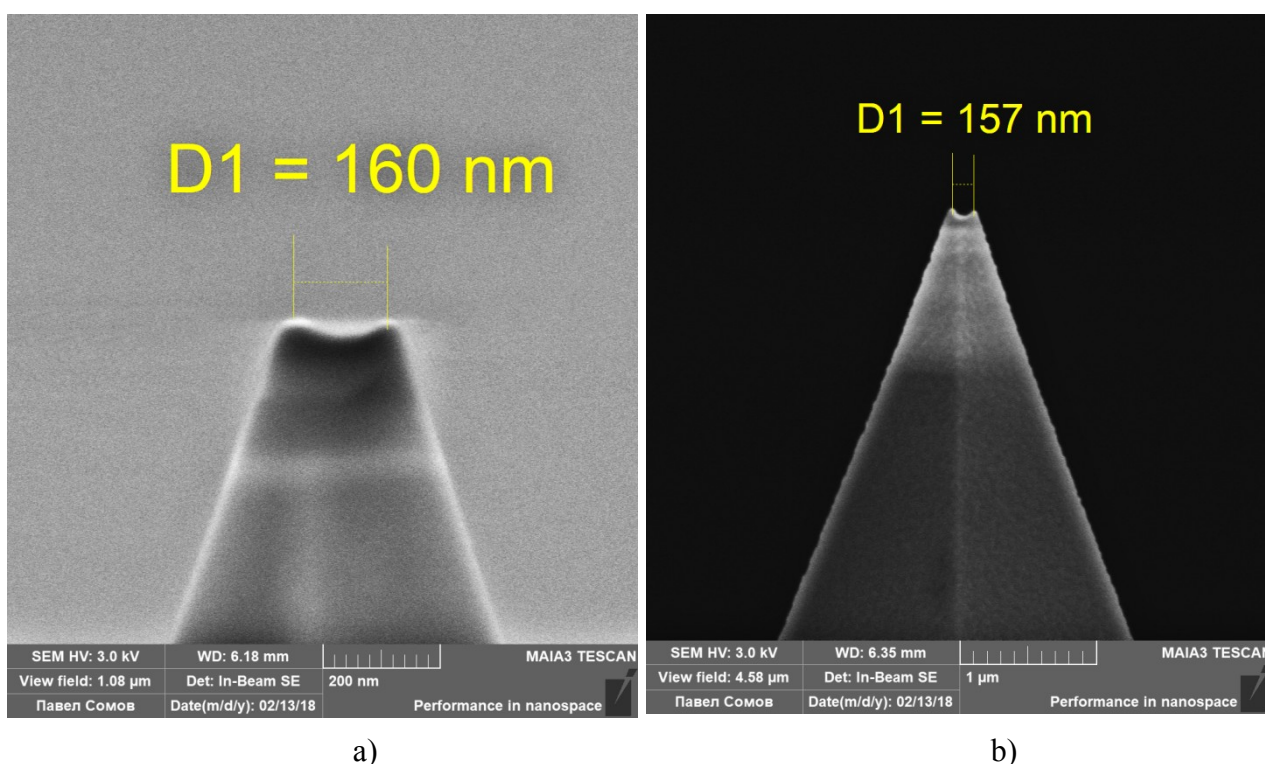 D1 = 160 nm
SEM HV: 3.0 kV WD: 6.18 mm MAIA3 TESCAN
View field: 1.08 µm Det: In-Beam SE 200 nm
Павел Сомов Date(m/d/y): 02/13/18 Performance in nanospace
a)
D1 = 157 nm
SEM HV: 3.0 kV WD: 6.35 mm MAIA3 TESCAN
View field: 4.58 µm Det: In-Beam SE 1 µm
Павел Сомов Date(m/d/y): 02/13/18 Performance in nanospace
b)